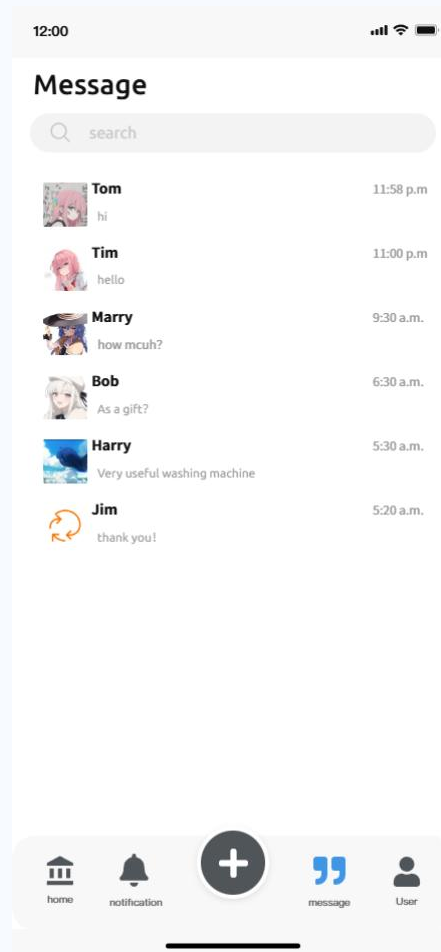 12:00
Message
search
Tom 11:58 p.m
hi
Tim 11:00 p.m
hello
Marry 9:30 a.m.
how mcuh?
Bob 6:30 a.m.
As a gift?
Harry 5:30 a.m.
Very useful washing machine
Jim 5:20 a.m.
thank you!
home notification message User